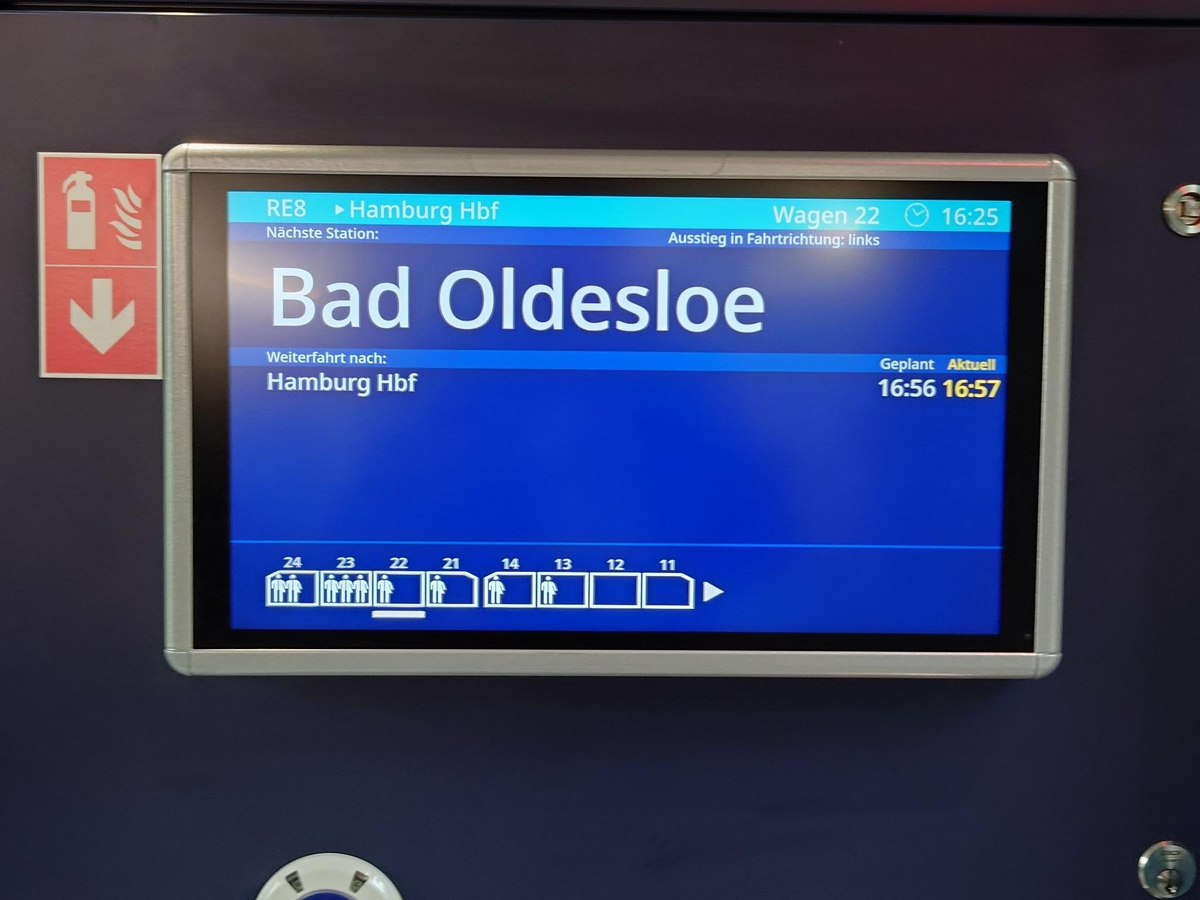 RE8 ▸Hamburg Hbf Wagen 22 16:25
Nächste Station: Ausstieg in Fahrtrichtung: links
Bad Oldesloe
Weiterfahrt nach: Geplant Aktuell
Hamburg Hbf 16:56 16:57
24 23 22 21 14 13 12 11